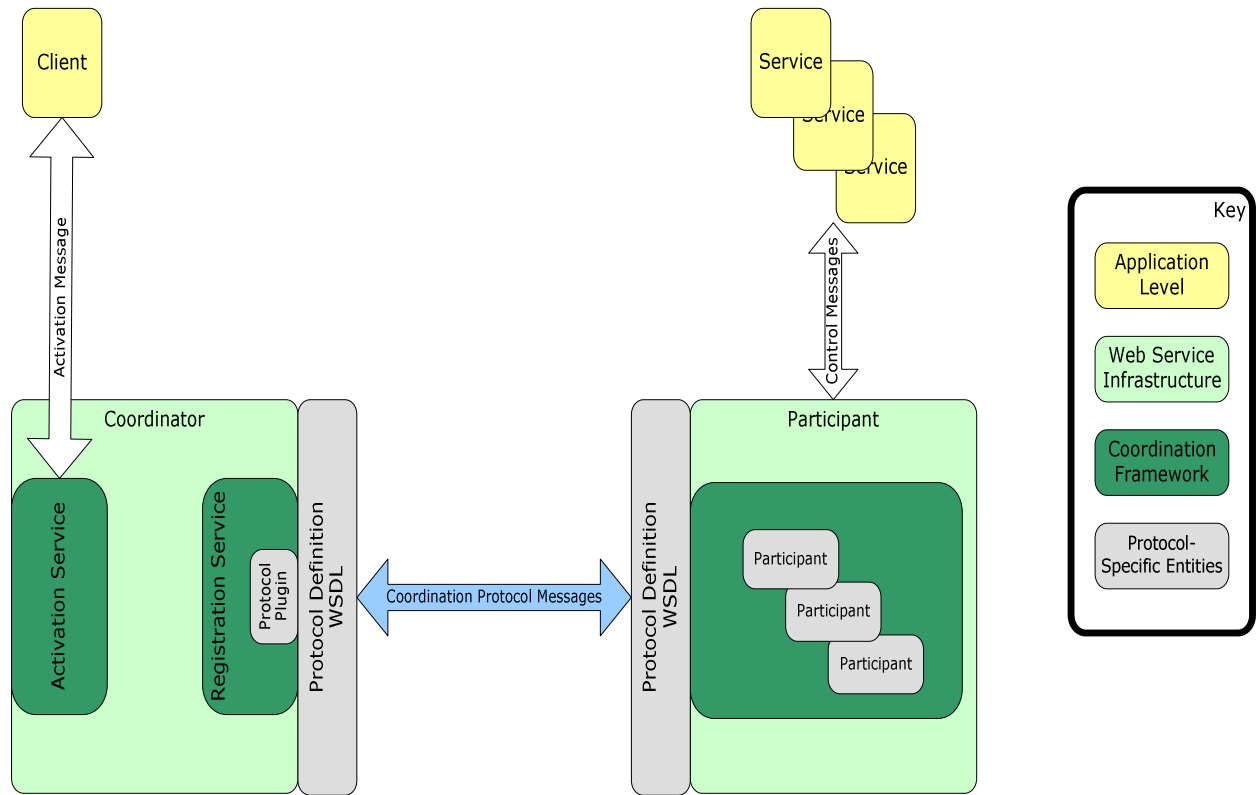 Client
Service
Service
Service
Activation Message
Control Messages
Key
Application
Level
Web Service
Infrastructure
Coordination
Framework
Protocol-
Specific Entities
Coordinator
Activation Service
Registration Service
Protocol
Plugin
Protocol Definition
WSDL
Coordination Protocol Messages
Protocol Definition
WSDL
Participant
Participant
Participant
Participant